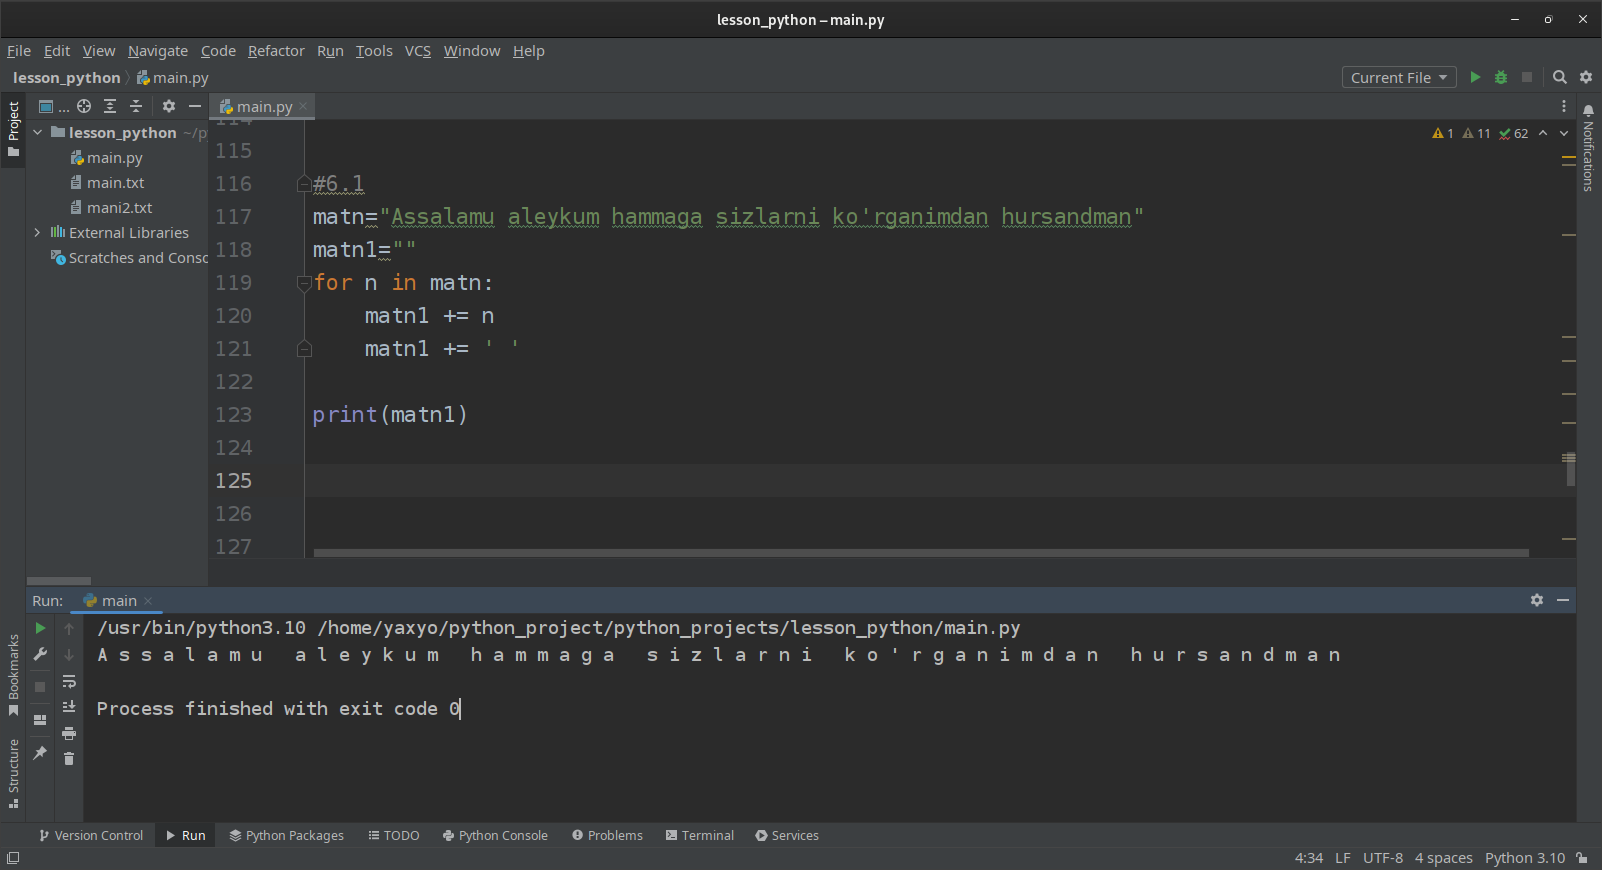 lesson_python – main.py
File Edit View Navigate Code Refactor Run Tools VCS Window Help
lesson_python main.py
Current File
Project
...
main.py
lesson_python ~/p
main.py
main.txt
mani2.txt
External Libraries
Scratches and Conso
1 11 62
Notifications
114
115
116 #6.1
117 matn="Assalamu aleykum hammaga sizlarni ko'rganimdan hursandman"
118 matn1=""
119 for n in matn:
120 matn1 += n
121 matn1 += ' '
122
123 print(matn1)
124
125
126
127
Run: main
/usr/bin/python3.10 /home/yaxyo/python_project/python_projects/lesson_python/main.py
A s s a l a m u   a l e y k u m   h a m m a g a   s i z l a r n i   k o ' r g a n i m d a n   h u r s a n d m a n
Process finished with exit code 0
Bookmarks
Structure
Version Control Run Python Packages TODO Python Console Problems Terminal Services
4:34 LF UTF-8 4 spaces Python 3.10